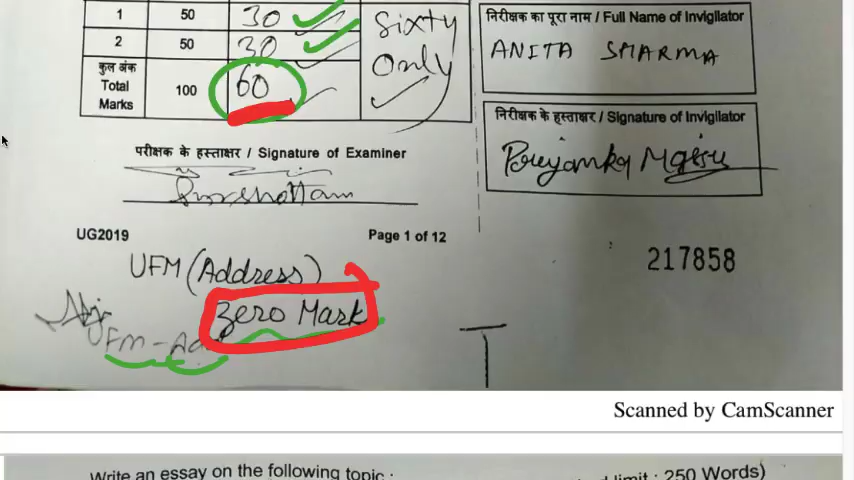 1 50 30
2 50 30
कुल अंक
Total
Marks
100 60
Sixty
Only
निरीक्षक का पूरा नाम / Full Name of Invigilator
ANITA SHARMA
निरीक्षक के हस्ताक्षर / Signature of Invigilator
परीक्षक के हस्ताक्षर / Signature of Examiner
UG2019 Page 1 of 12
UFM (Address)
Zero Mark
UFM-Ad
217858
Scanned by CamScanner
Write an essay on the following topic :
limit : 250 Words)